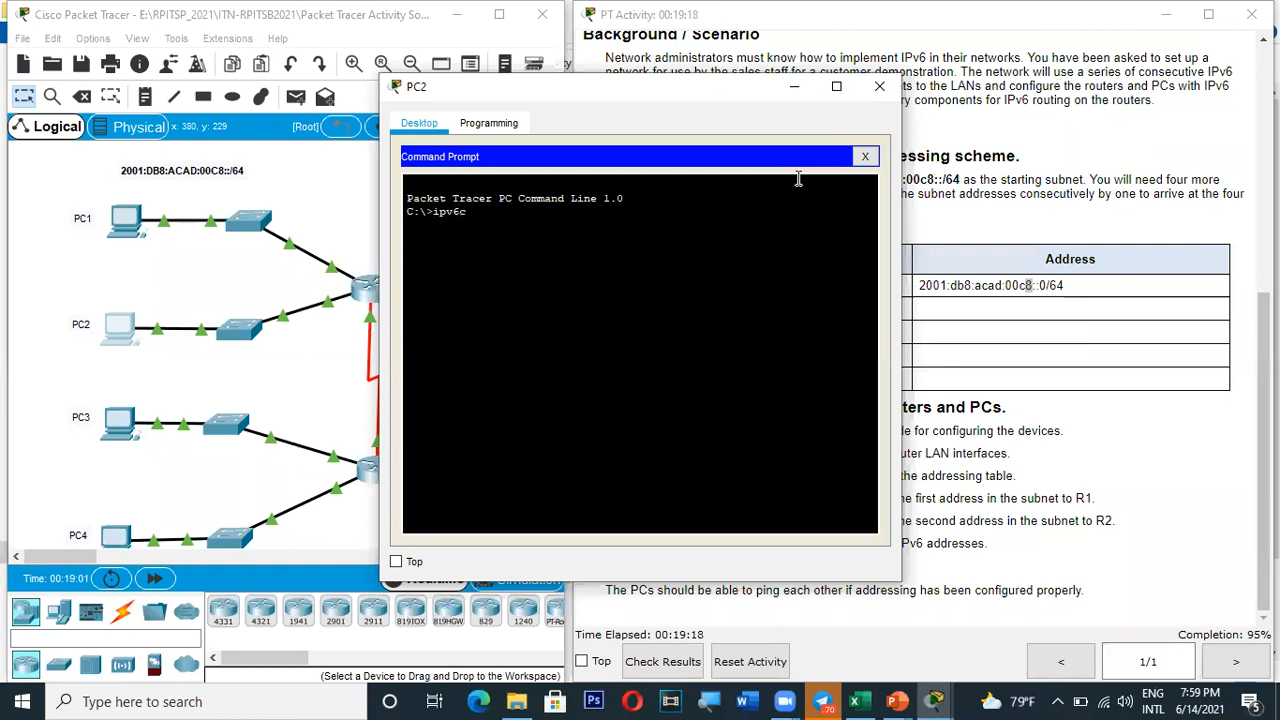 Cisco Packet Tracer - E:\RPITSP_2021\ITN-RPITSB2021\Packet Tracer Activity So...
File Edit Options View Tools Extensions Help
Logical
Physical
x: 380, y: 229
[Root]
2001:DB8:ACAD:00C8::/64
PC1
PC2
PC3
PC4
Time: 00:19:01
4331
4321
1941
2901
2911
819IOX
819HGW
829
1240
PT-Ro
(Select a Device to Drag and Drop to the Workspace)
PC2
Desktop
Programming
Command Prompt
X
Packet Tracer PC Command Line 1.0
C:\>ipv6c
Top
Realtime
Simulation
PT Activity: 00:19:18
Background / Scenario
Network administrators must know how to implement IPv6 in their networks. You have been asked to set up a
network for use by the sales staff for a customer demonstration. The network will use a series of consecutive IPv6
ts to the LANs and configure the routers and PCs with IPv6
ry components for IPv6 routing on the routers.
essing scheme.
00c8::/64 as the starting subnet. You will need four more
the subnet addresses consecutively by one to arrive at the four
Address
2001:db8:acad:00c8::0/64
ters and PCs.
le for configuring the devices.
uter LAN interfaces.
the addressing table.
he first address in the subnet to R1.
he second address in the subnet to R2.
Pv6 addresses.
The PCs should be able to ping each other if addressing has been configured properly.
Time Elapsed: 00:19:18
Completion: 95%
Top
Check Results
Reset Activity
<
1/1
>
Type here to search
Ps
70
79°F
ENG
INTL
7:59 PM
6/14/2021
5